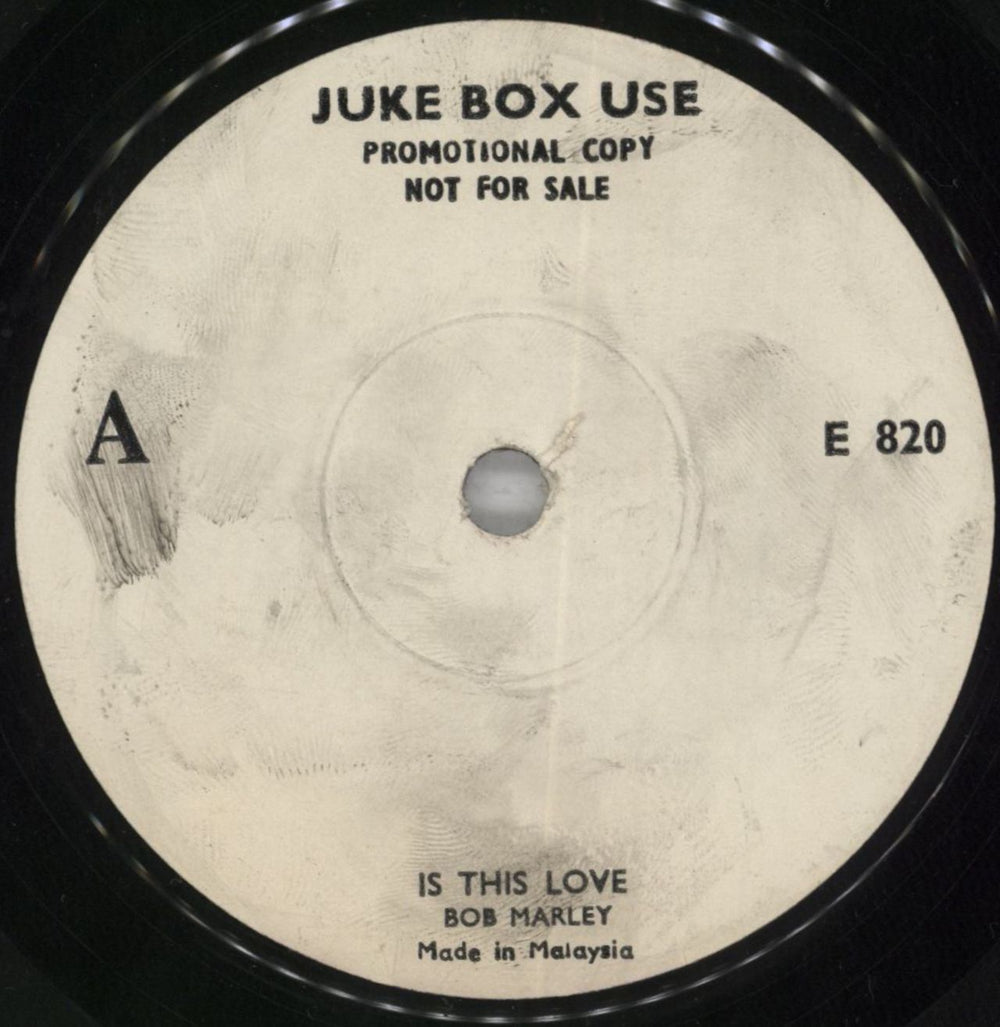 JUKE BOX USE
PROMOTIONAL COPY
NOT FOR SALE
A
E 820
IS THIS LOVE
BOB MARLEY
Made in Malaysia